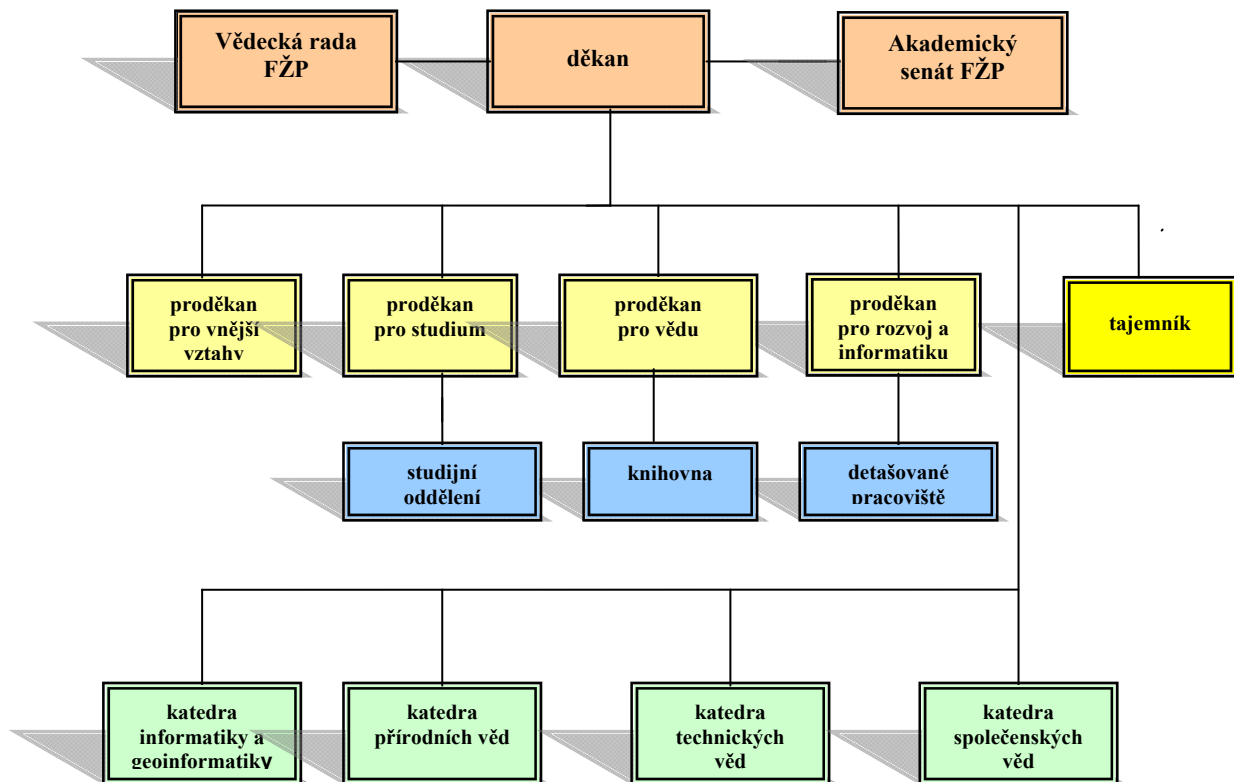 Vědecká rada
FŽP
děkan
Akademický
senát FŽP
proděkan
pro vnější
vztahy
proděkan
pro studium
proděkan
pro vědu
proděkan
pro rozvoj a
informatiku
tajemník
studijní
oddělení
knihovna
detašované
pracoviště
katedra
informatiky a
geoinformatiky
katedra
přírodních věd
katedra
technických
věd
katedra
společenských
věd